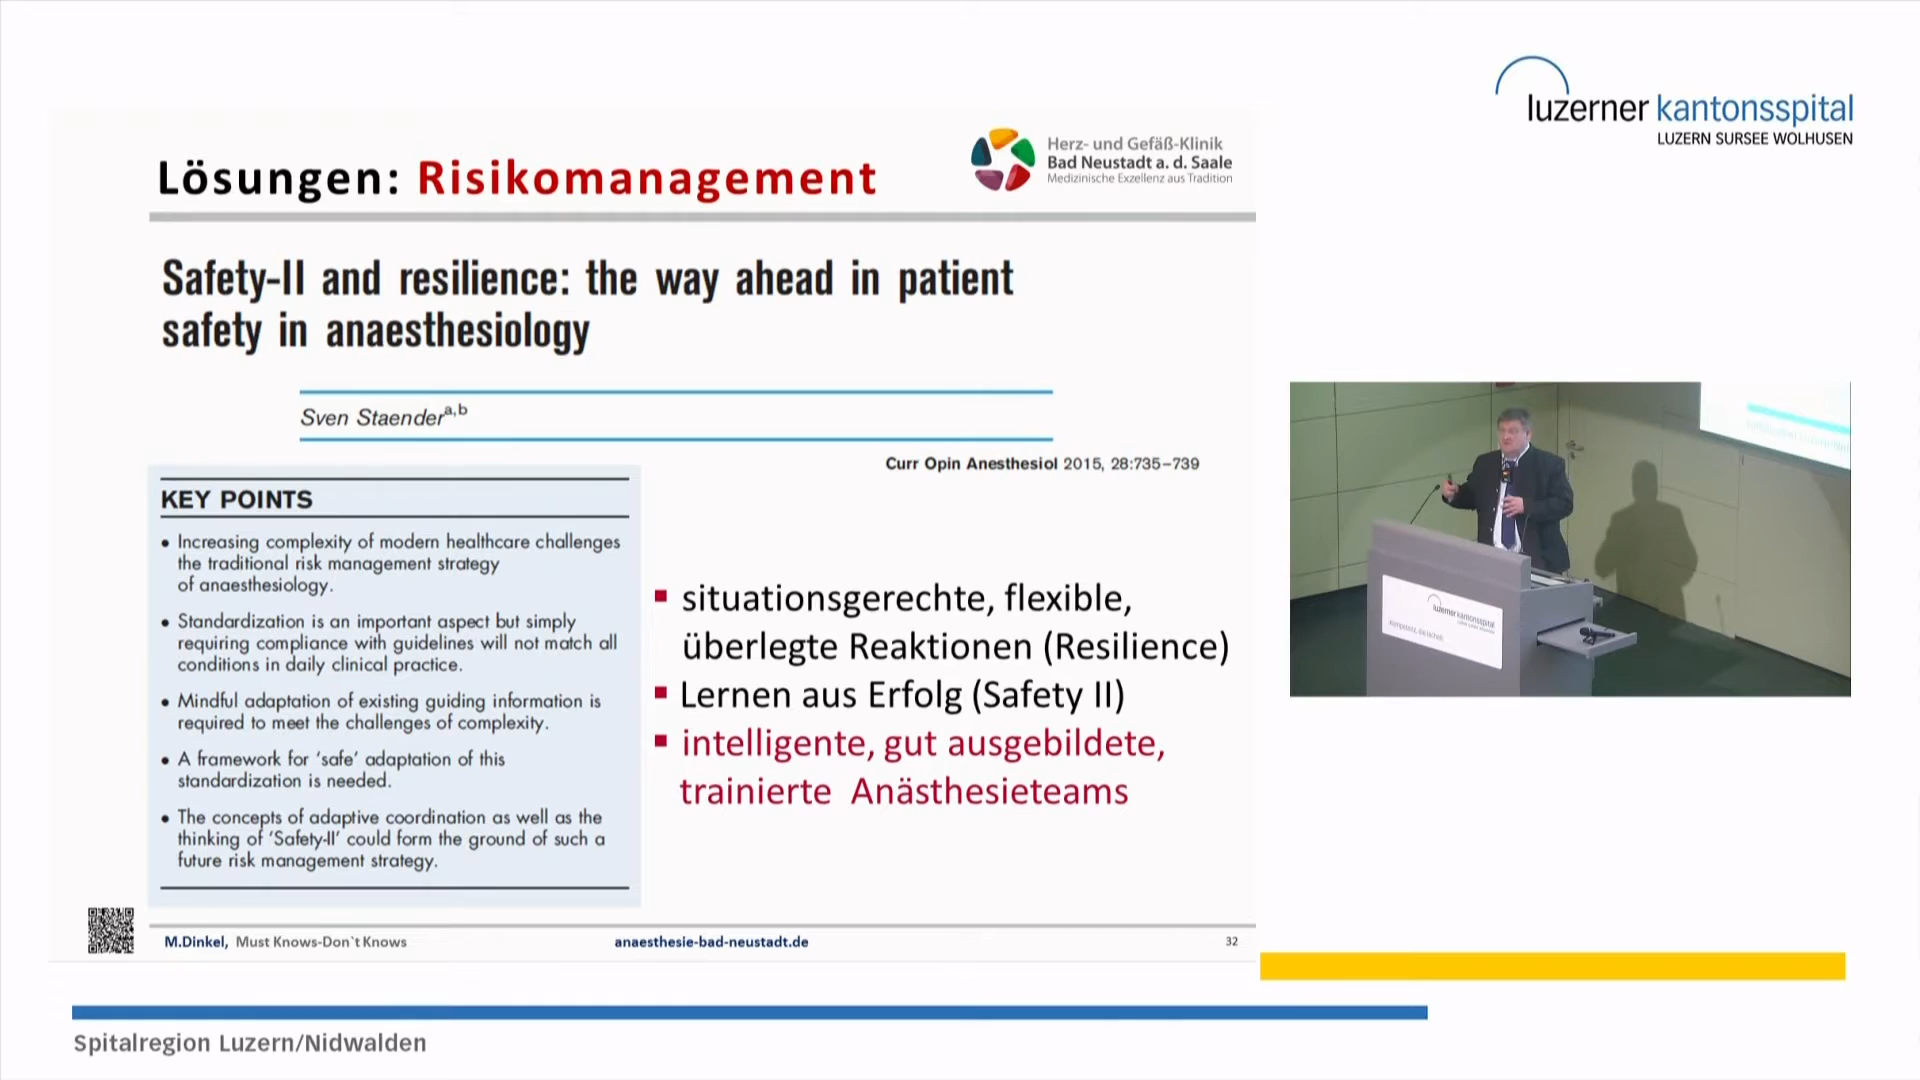 luzerner kantonsspital
LUZERN SURSEE WOLHUSEN
Lösungen: Risikomanagement
Herz- und Gefäß-Klinik
Bad Neustadt a. d. Saale
Medizinische Exzellenz aus Tradition
Safety-II and resilience: the way ahead in patient
safety in anaesthesiology
Sven Staender^a,b
Curr Opin Anesthesiol 2015, 28:735–739
KEY POINTS
• Increasing complexity of modern healthcare challenges
the traditional risk management strategy
of anaesthesiology.
• Standardization is an important aspect but simply
requiring compliance with guidelines will not match all
conditions in daily clinical practice.
• Mindful adaptation of existing guiding information is
required to meet the challenges of complexity.
• A framework for ‘safe’ adaptation of this
standardization is needed.
• The concepts of adaptive coordination as well as the
thinking of ‘Safety-II’ could form the ground of such a
future risk management strategy.
▪ situationsgerechte, flexible,
überlegte Reaktionen (Resilience)
▪ Lernen aus Erfolg (Safety II)
▪ intelligente, gut ausgebildete,
trainierte Anästhesieteams
luzerner kantonsspital
M.Dinkel, Must Knows-Don`t Knows
anaesthesie-bad-neustadt.de
32
Spitalregion Luzern/Nidwalden